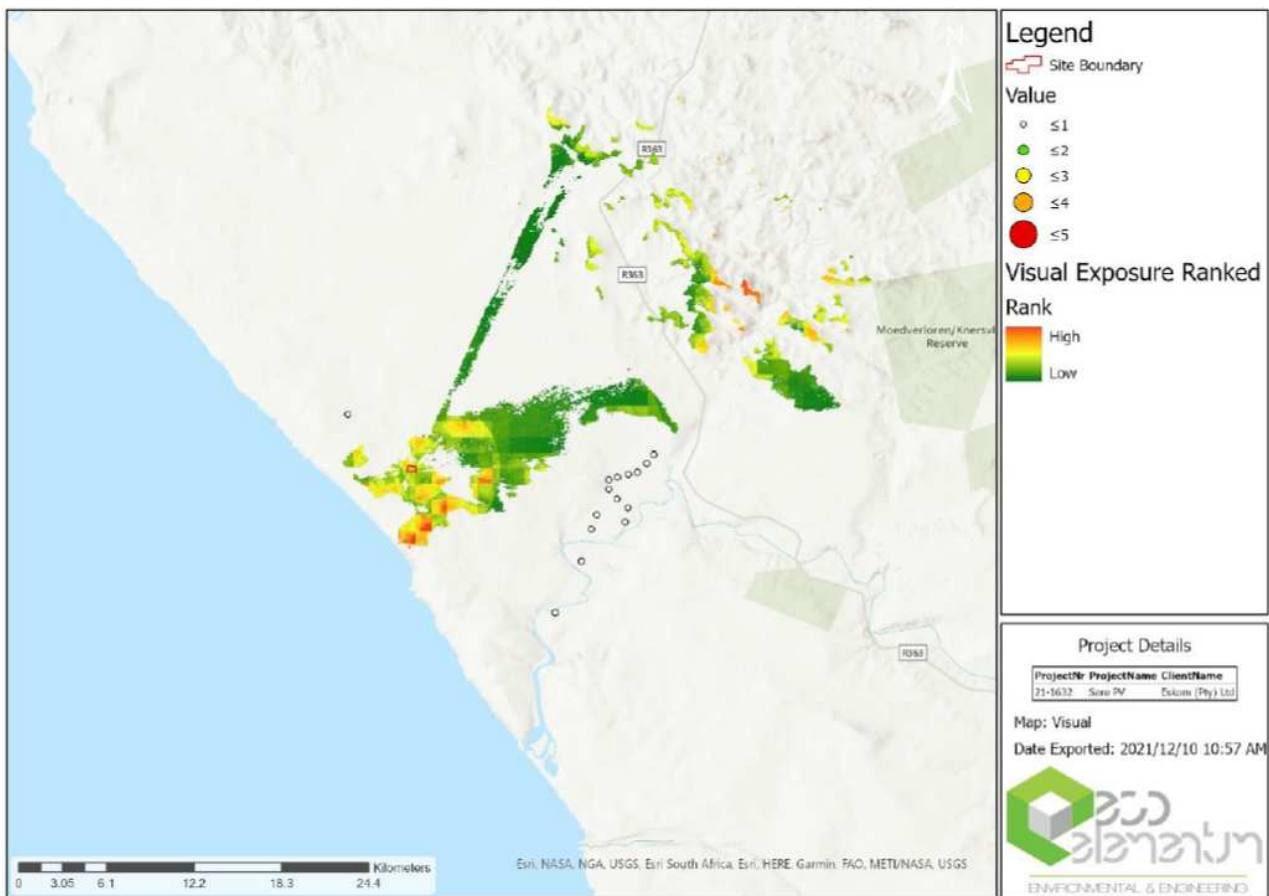 R363
R363
Moedverloren/Knersvl
Reserve
R363
Kilometers
0 3.05 6.1 12.2 18.3 24.4
Esri, NASA, NGA, USGS, Esri South Africa, Esri, HERE, Garmin, FAO, METI/NASA, USGS
Legend
Site Boundary
Value
≤1
≤2
≤3
≤4
≤5
Visual Exposure Ranked
Rank
High
Low
Project Details
ProjectNr ProjectName ClientName
21-1632 Sere PV Eskom (Pty) Ltd
Map: Visual
Date Exported: 2021/12/10 10:57 AM
eco
elementum
ENVIRONMENTAL & ENGINEERING